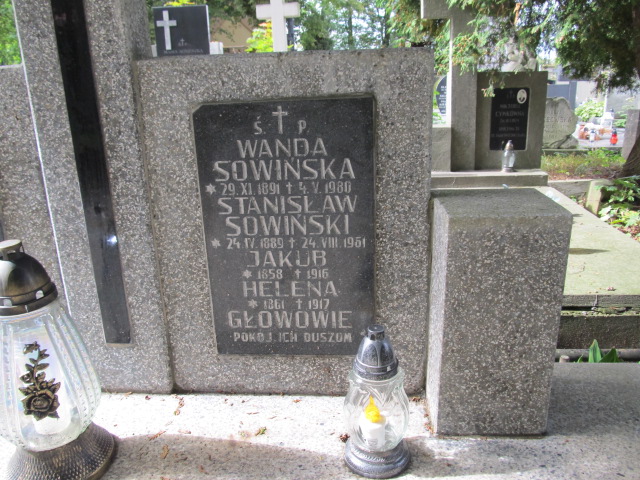 Ś. † P.
WANDA
SOWIŃSKA
* 29.XI.1891 † 4.V.1980
STANISŁAW
SOWIŃSKI
* 24.IV.1889 † 24.VIII.1961
JAKUB
* 1858 † 1916
HELENA
* 1861 † 1917
GŁOWOWIE
POKÓJ ICH DUSZOM